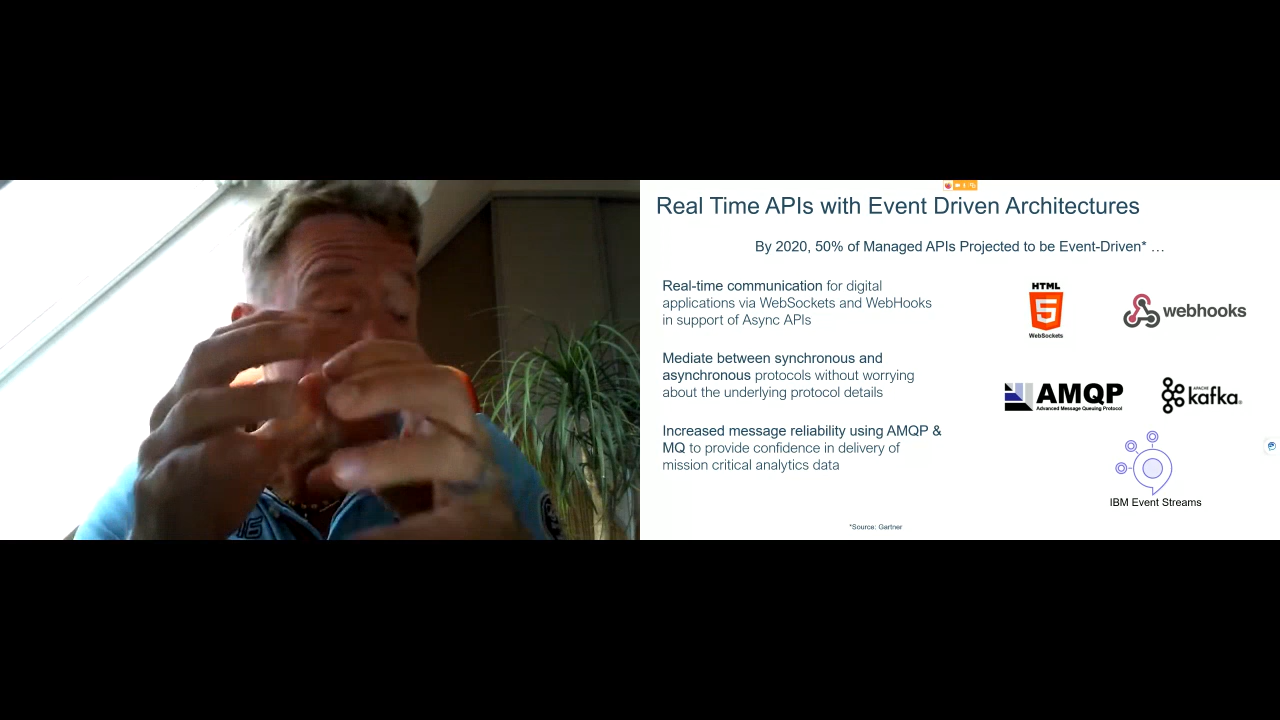 Real Time APIs with Event Driven Architectures
By 2020, 50% of Managed APIs Projected to be Event-Driven* …
Real-time communication for digital
applications via WebSockets and WebHooks
in support of Async APIs
HTML
5
WebSockets
webhooks
Mediate between synchronous and
asynchronous protocols without worrying
about the underlying protocol details
AMQP
Advanced Message Queuing Protocol
APACHE
kafka
Increased message reliability using AMQP &
MQ to provide confidence in delivery of
mission critical analytics data
IBM Event Streams
*Source: Gartner